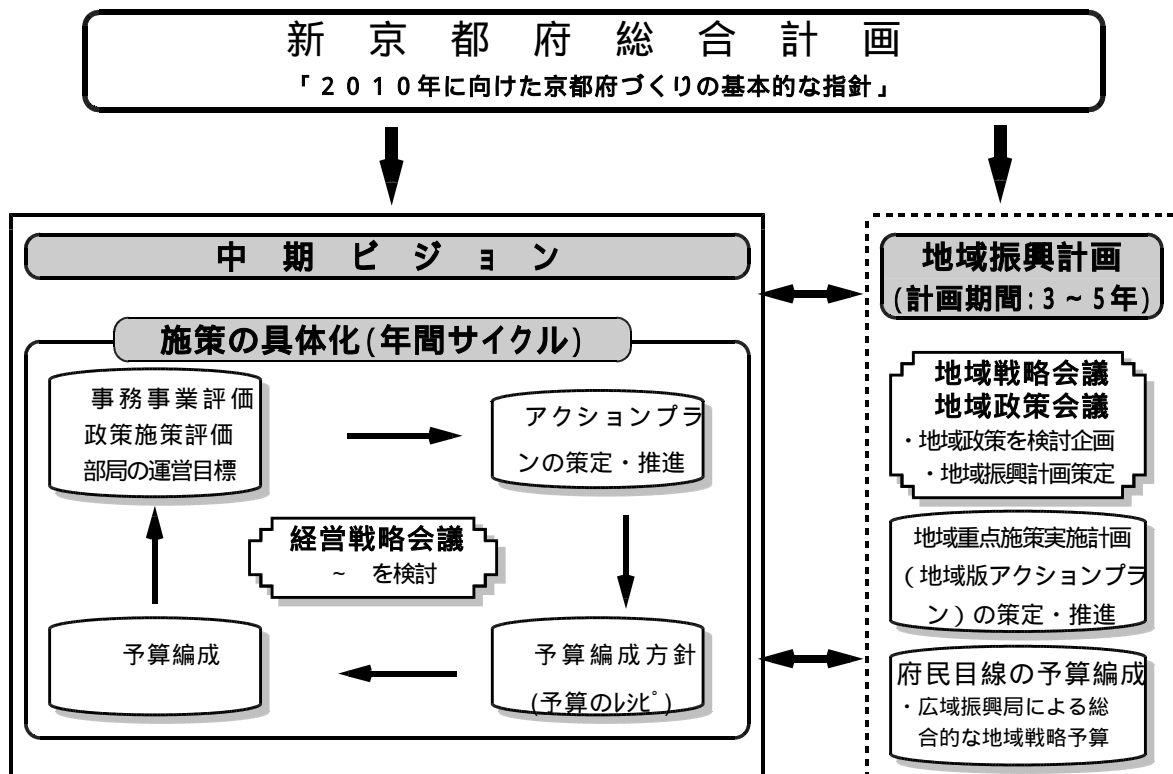 新京都府総合計画
「２０１０年に向けた京都府づくりの基本的な指針」
中期ビジョン
施策の具体化(年間サイクル)
事務事業評価
政策施策評価
部局の運営目標
アクションプラ
ンの策定・推進
経営戦略会議
~ を検討
予算編成
予算編成方針
(予算のﾚｼﾋﾟ)
地域振興計画
(計画期間:3～5年)
地域戦略会議
地域政策会議
・地域政策を検討企画
・地域振興計画策定
地域重点施策実施計画
(地域版アクションプラ
ン)の策定・推進
府民目線の予算編成
・広域振興局による総
合的な地域戦略予算